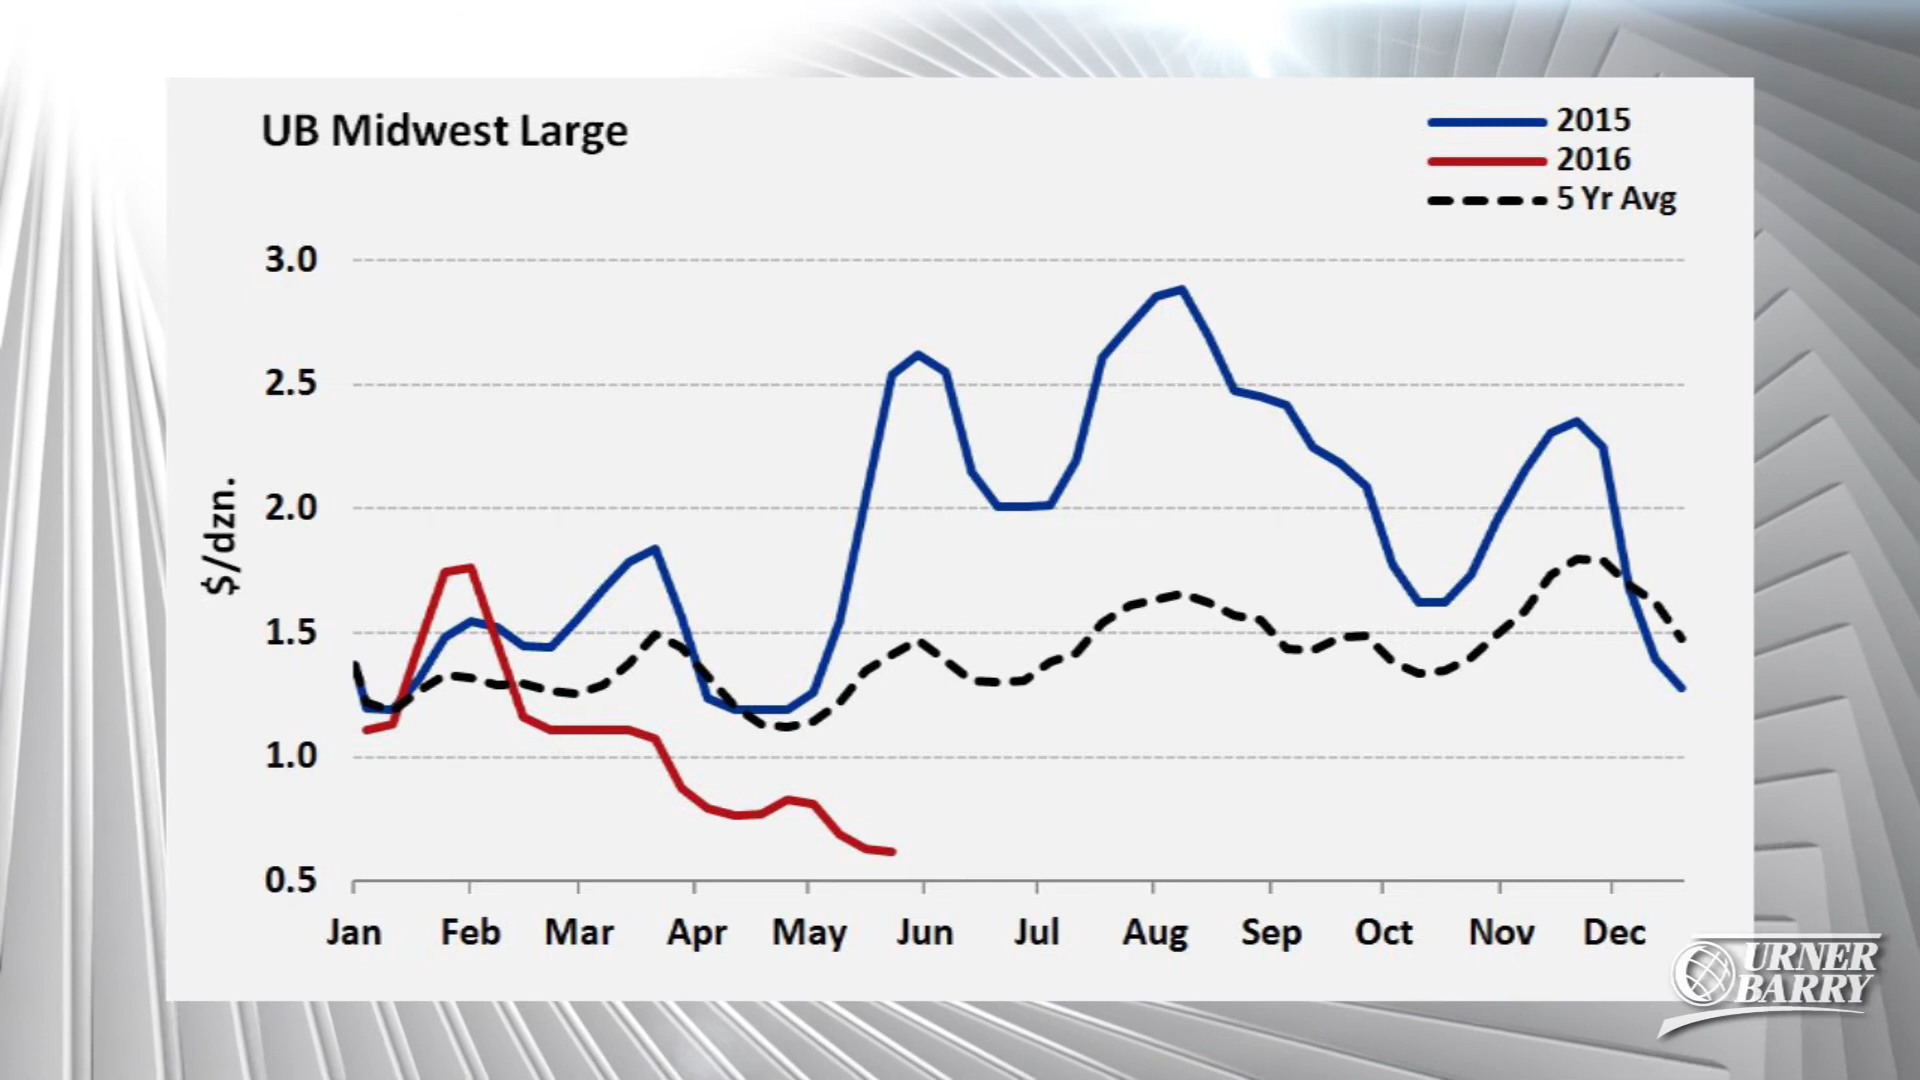 UB Midwest Large
2015
2016
5 Yr Avg
3.0
2.5
2.0
1.5
1.0
0.5
$/dzn.
Jan Feb Mar Apr May Jun Jul Aug Sep Oct Nov Dec
URNER
BARRY